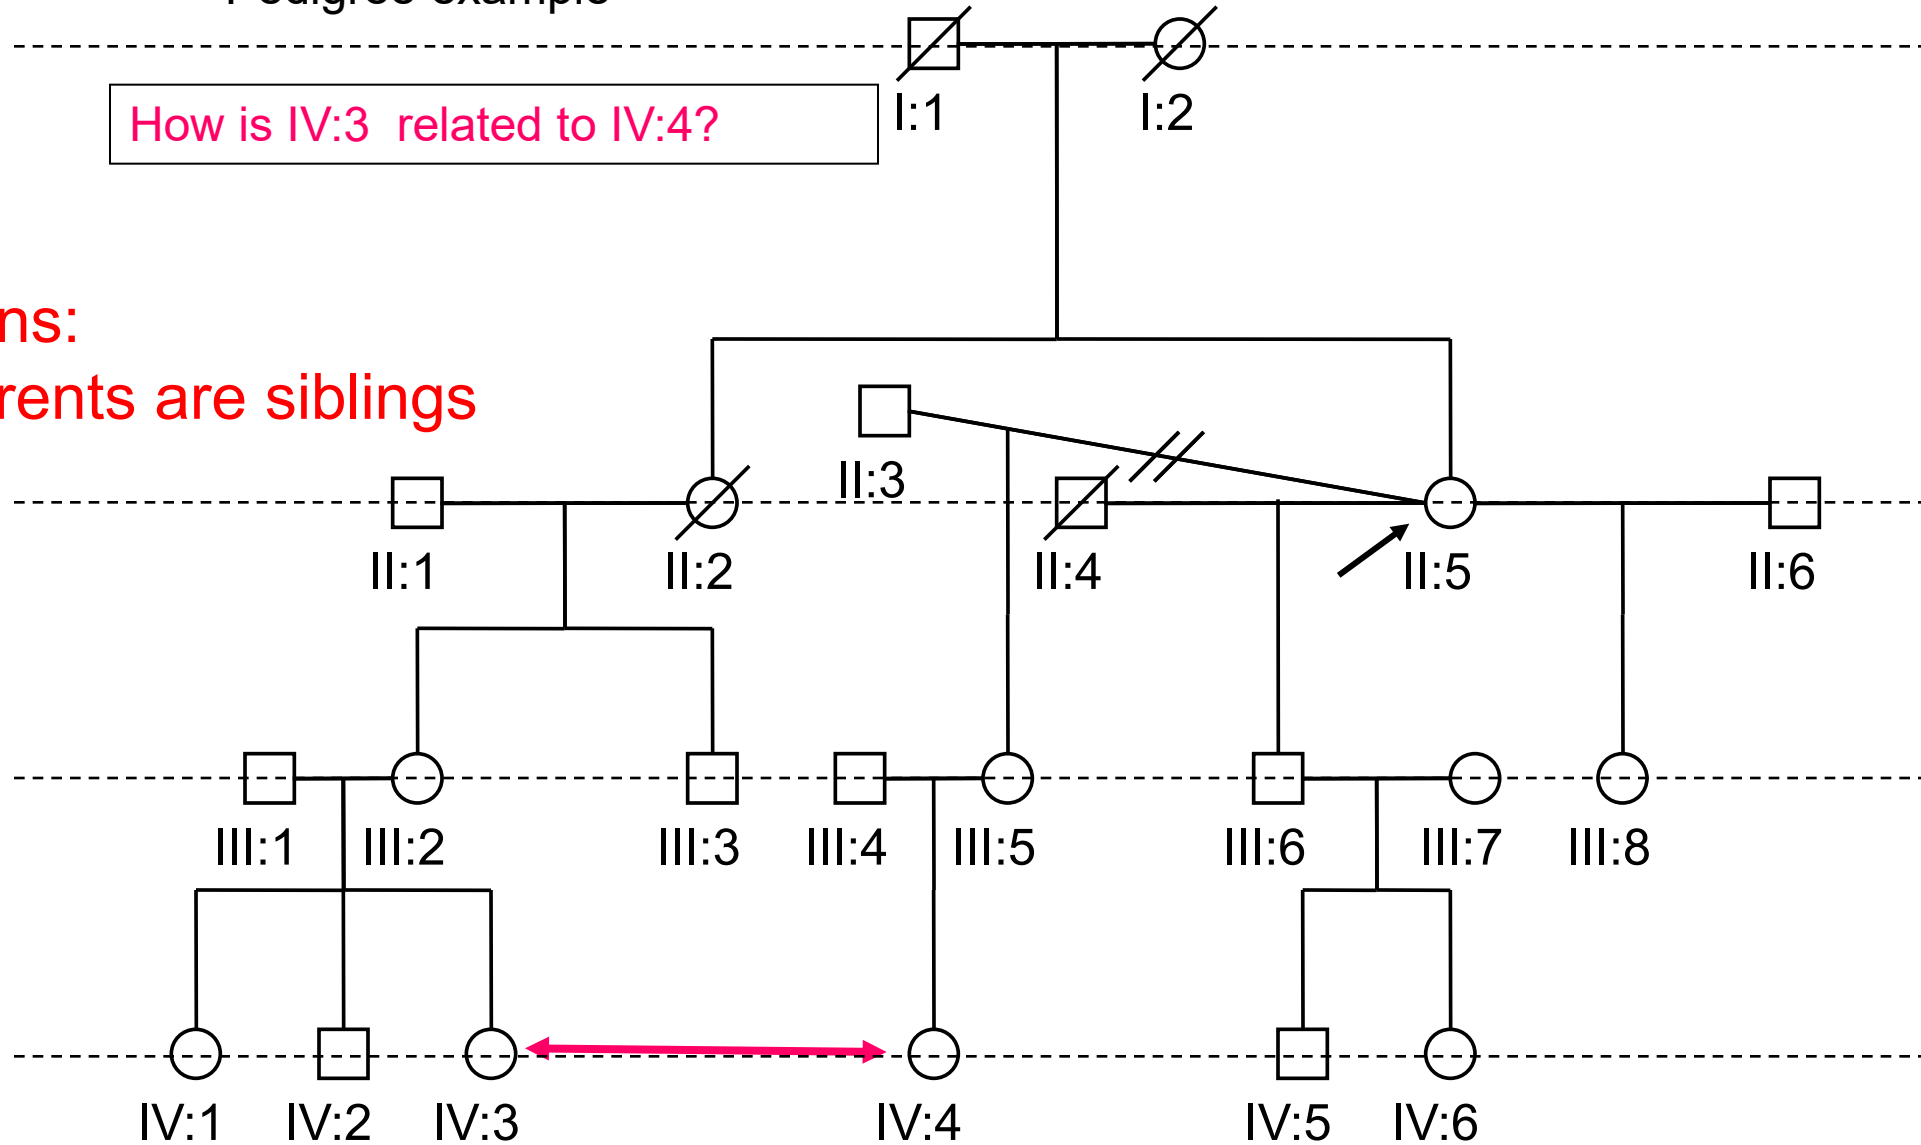 Pedigree example
I:1 I:2
How is IV:3 related to IV:4?
ns:
rents are siblings
II:3
II:1 II:2 II:4 II:5 II:6
III:1 III:2 III:3 III:4 III:5 III:6 III:7 III:8
IV:1 IV:2 IV:3 IV:4 IV:5 IV:6